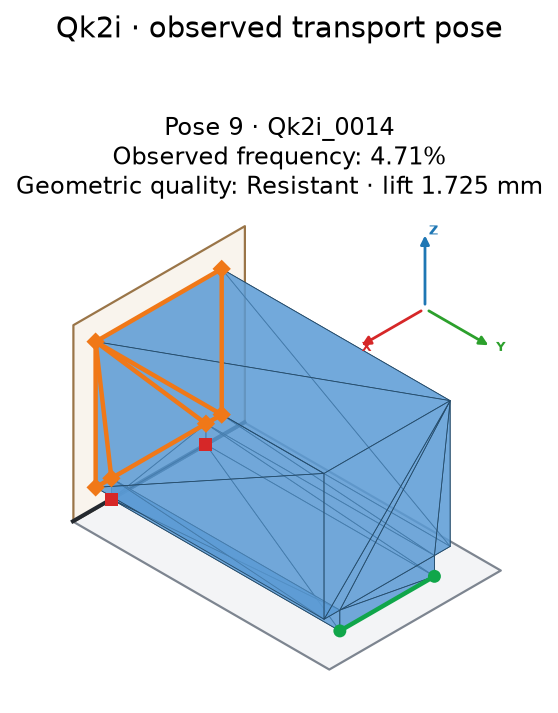 Qk2i · observed transport pose
Pose 9 · Qk2i_0014
Observed frequency: 4.71%
Geometric quality: Resistant · lift 1.725 mm
Z
X
Y